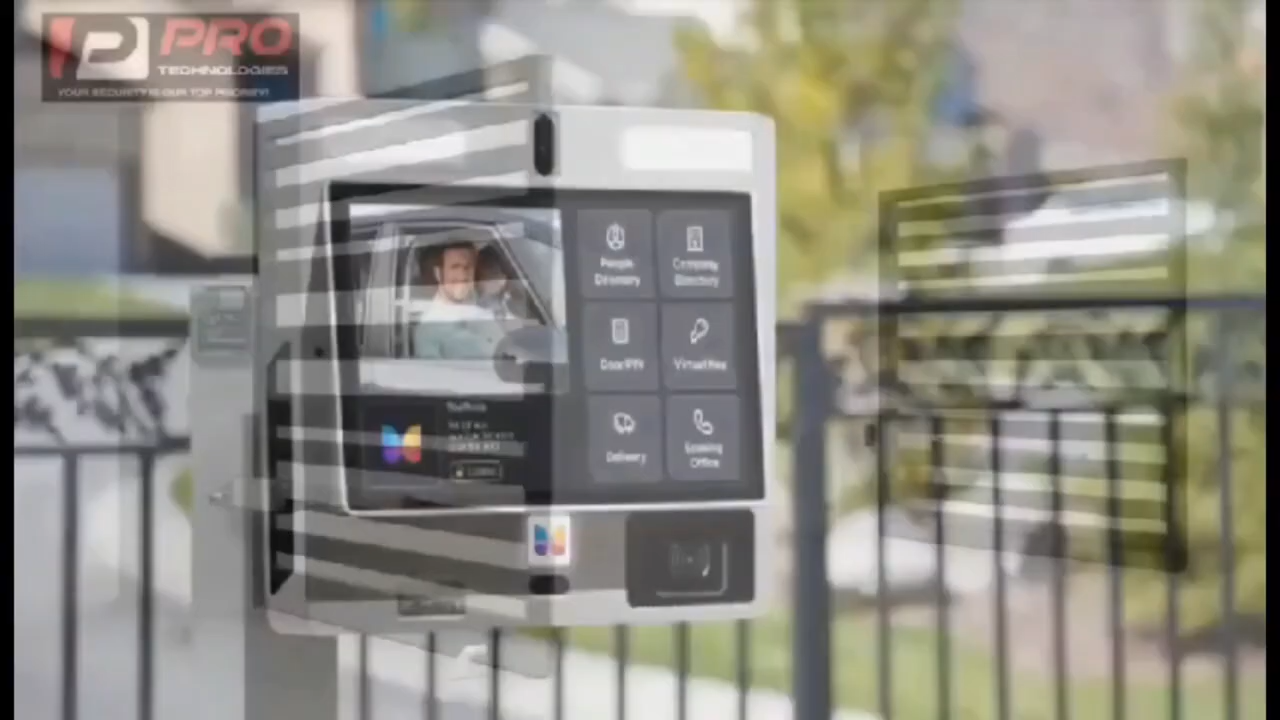 PRO
TECHNOLOGIES
YOUR SECURITY IS OUR TOP PRIORITY!
People
Directory
Company
Directory
Door PIN
Virtual Key
Delivery
Leasing
Office